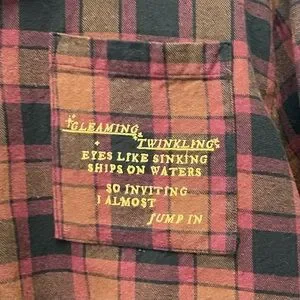 GLEAMING
TWINKLING
EYES LIKE SINKING
SHIPS ON WATERS
SO INVITING
I ALMOST
JUMP IN